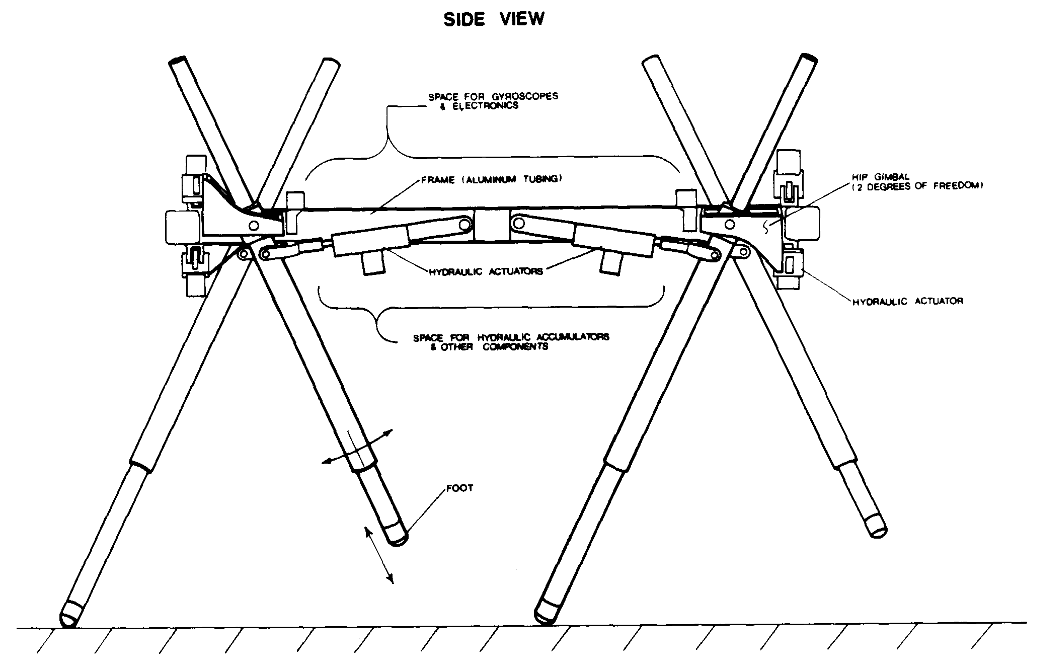 SIDE VIEW
SPACE FOR GYROSCOPES
& ELECTRONICS
FRAME (ALUMINUM TUBING)
HIP GIMBAL
(2 DEGREES OF FREEDOM)
HYDRAULIC ACTUATORS
HYDRAULIC ACTUATOR
SPACE FOR HYDRAULIC ACCUMULATORS
& OTHER COMPONENTS
FOOT